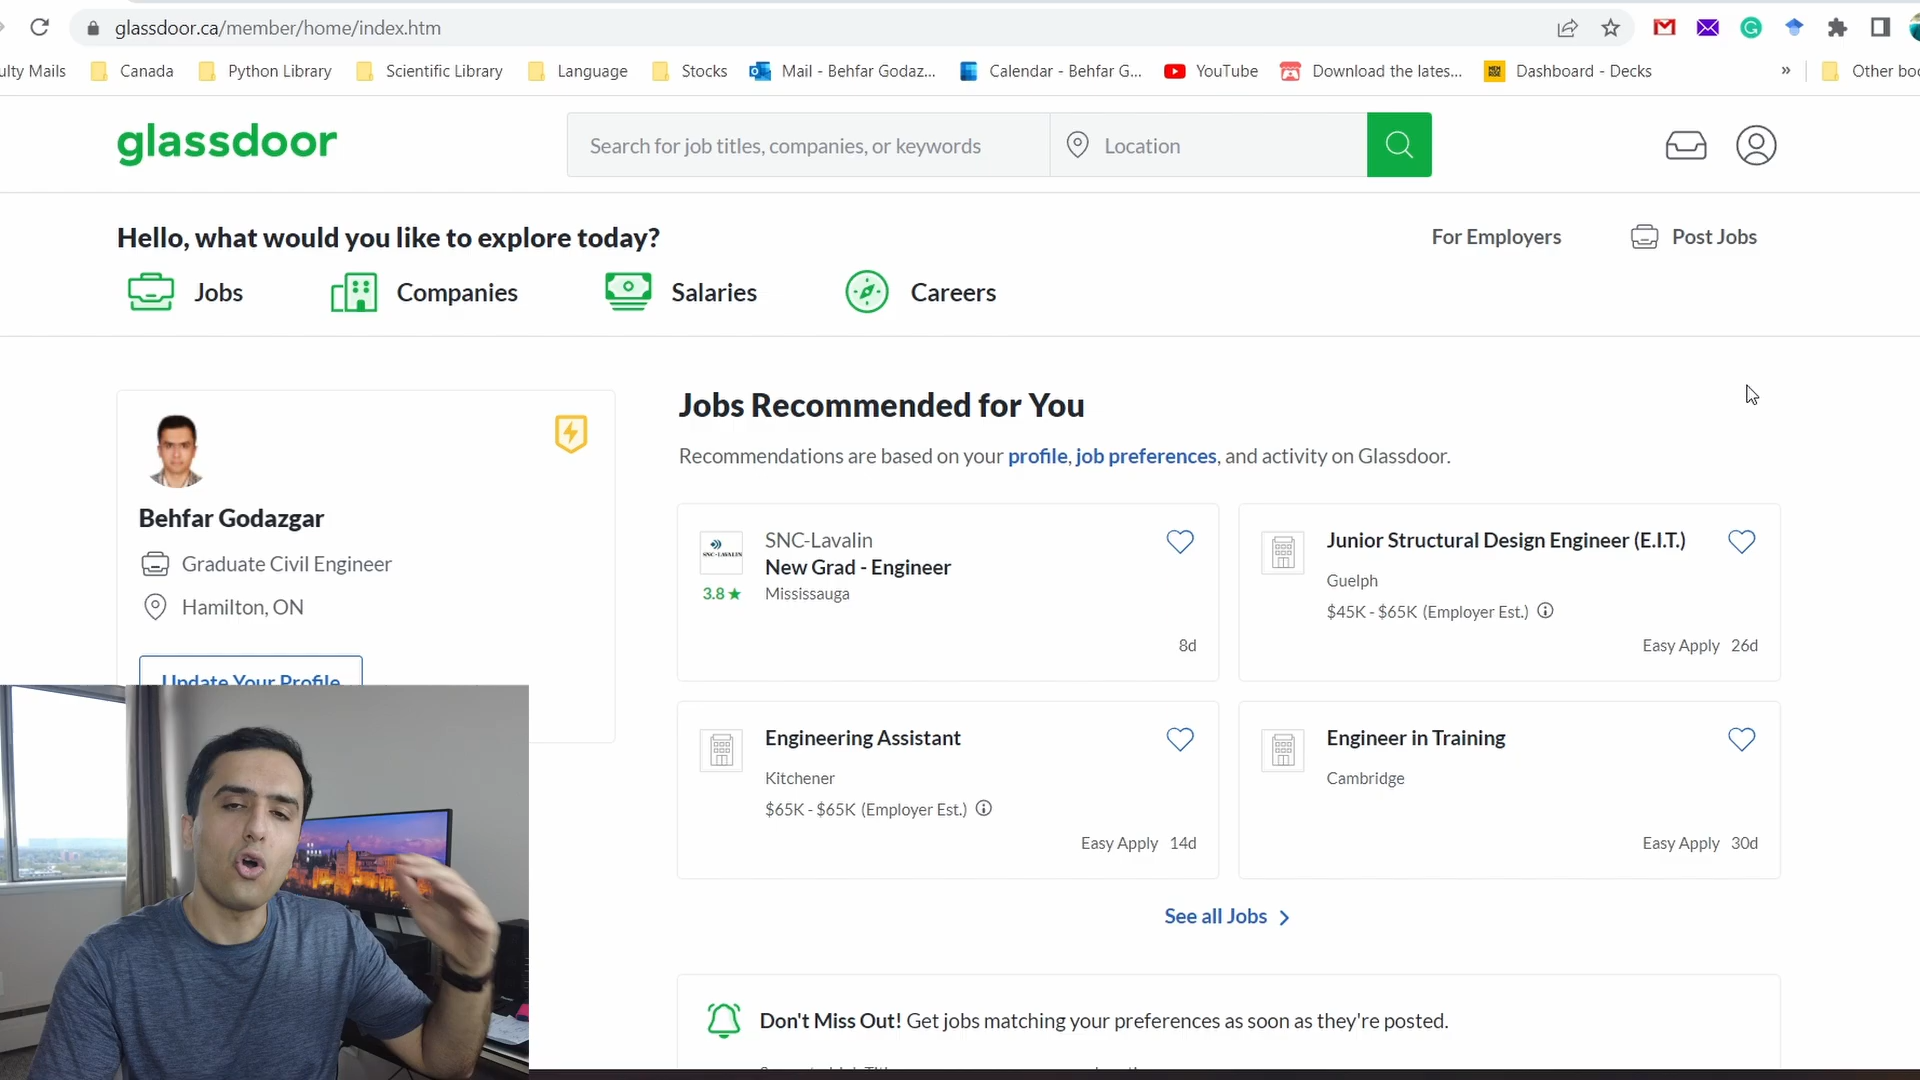 glassdoor.ca/member/home/index.htm
ulty Mails
Canada
Python Library
Scientific Library
Language
Stocks
Mail - Behfar Godaz...
Calendar - Behfar G...
YouTube
Download the lates...
Dashboard - Decks
»
Other boo
glassdoor
Search for job titles, companies, or keywords
Location
Hello, what would you like to explore today?
For Employers
Post Jobs
Jobs
Companies
Salaries
Careers
Behfar Godazgar
Graduate Civil Engineer
Hamilton, ON
Update Your Profile
Jobs Recommended for You
Recommendations are based on your profile, job preferences, and activity on Glassdoor.
SNC-LAVALIN
3.8 ★
SNC-Lavalin
New Grad - Engineer
Mississauga
8d
Junior Structural Design Engineer (E.I.T.)
Guelph
$45K - $65K (Employer Est.)
Easy Apply 26d
Engineering Assistant
Kitchener
$65K - $65K (Employer Est.)
Easy Apply 14d
Engineer in Training
Cambridge
Easy Apply 30d
See all Jobs
Don't Miss Out! Get jobs matching your preferences as soon as they're posted.